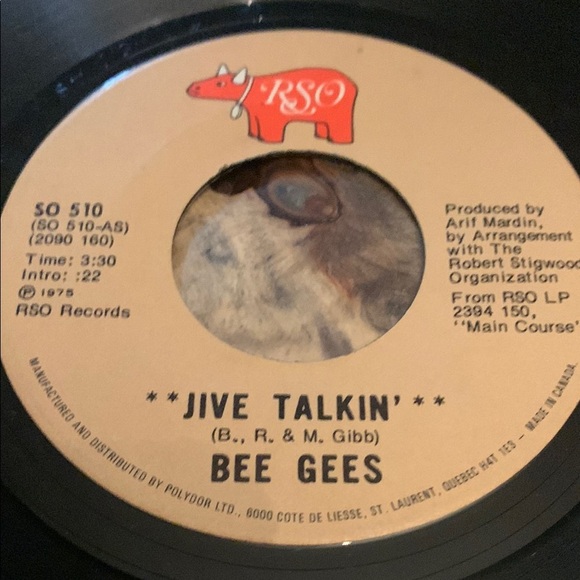 RSO
SO 510
(SO 510-AS)
(2090 160)
Time: 3:30
Intro: :22
Ⓟ 1975
RSO Records
Produced by
Arif Mardin,
by Arrangement
with The
Robert Stigwood
Organization
From RSO LP
2394 150,
"Main Course"
**JIVE TALKIN'**
(B., R. & M. Gibb)
BEE GEES
MANUFACTURED AND DISTRIBUTED BY POLYDOR LTD., 6000 COTE DE LIESSE, ST. LAURENT, QUEBEC H4T 1E3 – MADE IN CANADA.